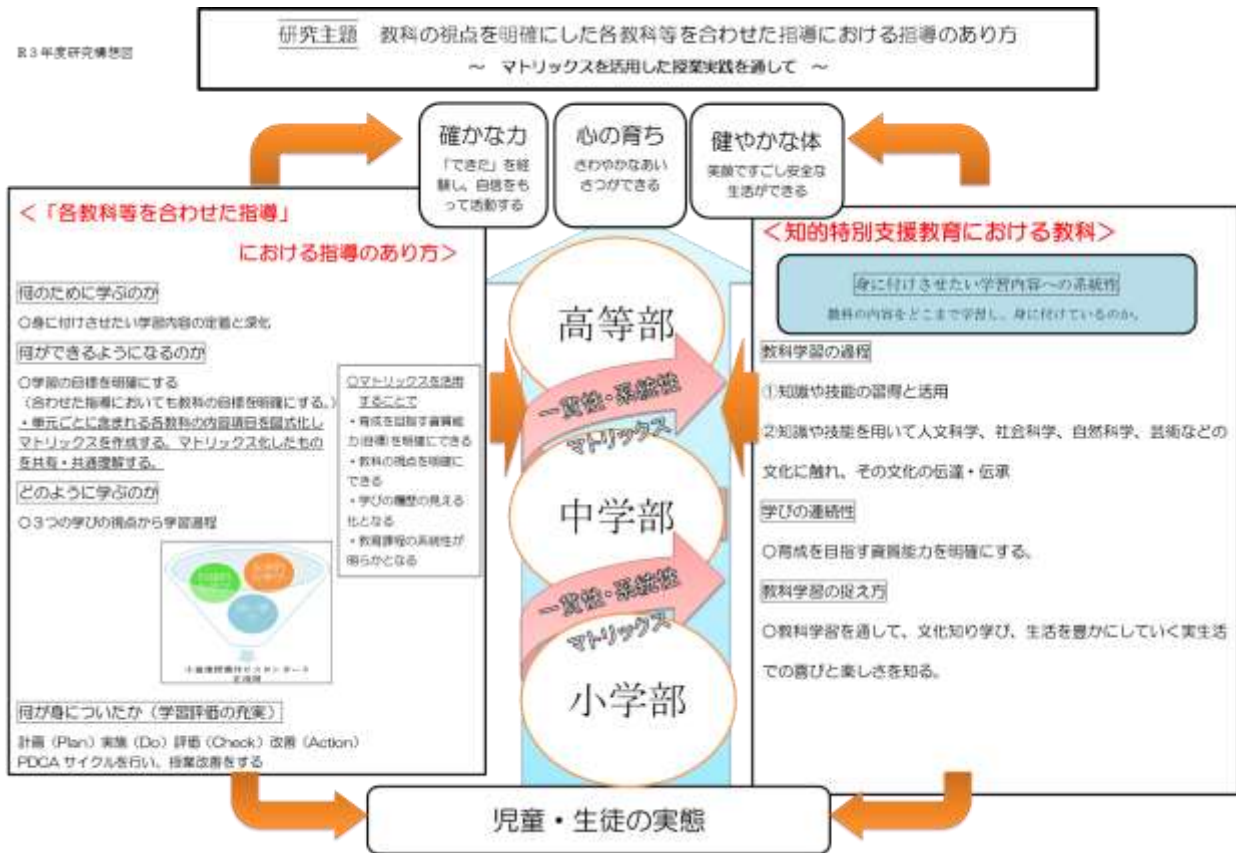 R3年度研究構想図
研究主題 教科の視点を明確にした各教科等を合わせた指導における指導のあり方
～ マトリックスを活用した授業実践を通して ～
確かな力
「できた」を経
験し、自信をも
って活動する
心の育ち
さわやかなあい
さつができる
健やかな体
笑顔ですごし安全な
生活ができる
＜「各教科等を合わせた指導」
における指導のあり方＞
何のために学ぶのか
○身に付けさせたい学習内容の定着と深化
何ができるようになるのか
○学習の目標を明確にする
（合わせた指導においても教科の目標を明確にする。）
・単元ごとに含まれる各教科の内容項目を図式化し
マトリックスを作成する。マトリックス化したもの
を共有・共通理解する。
どのように学ぶのか
○３つの学びの視点から学習過程
何が身についたか（学習評価の充実）
計画（Plan）実施（Do）評価（Check）改善（Action）
PDCA サイクルを行い、授業改善をする
○マトリックスを活用
することで
・育成を目指す資質能
力（目標）を明確にできる
・教科の視点を明確に
できる
・学びの履歴の見える
化となる
・教育課程の系統性が
明らかとなる
高等部
一貫性・系統性
マトリックス
中学部
一貫性・系統性
マトリックス
小学部
＜知的特別支援教育における教科＞
身に付けさせたい学習内容への系統性
教科の内容をどこまで学習し、身に付けているのか。
教科学習の過程
①知識や技能の習得と活用
②知識や技能を用いて人文科学、社会科学、自然科学、芸術などの
文化に触れ、その文化の伝達・伝承
学びの連続性
○育成を目指す資質能力を明確にする。
教科学習の捉え方
○教科学習を通して、文化知り学び、生活を豊かにしていく実生活
での喜びと楽しさを知る。
児童・生徒の実態